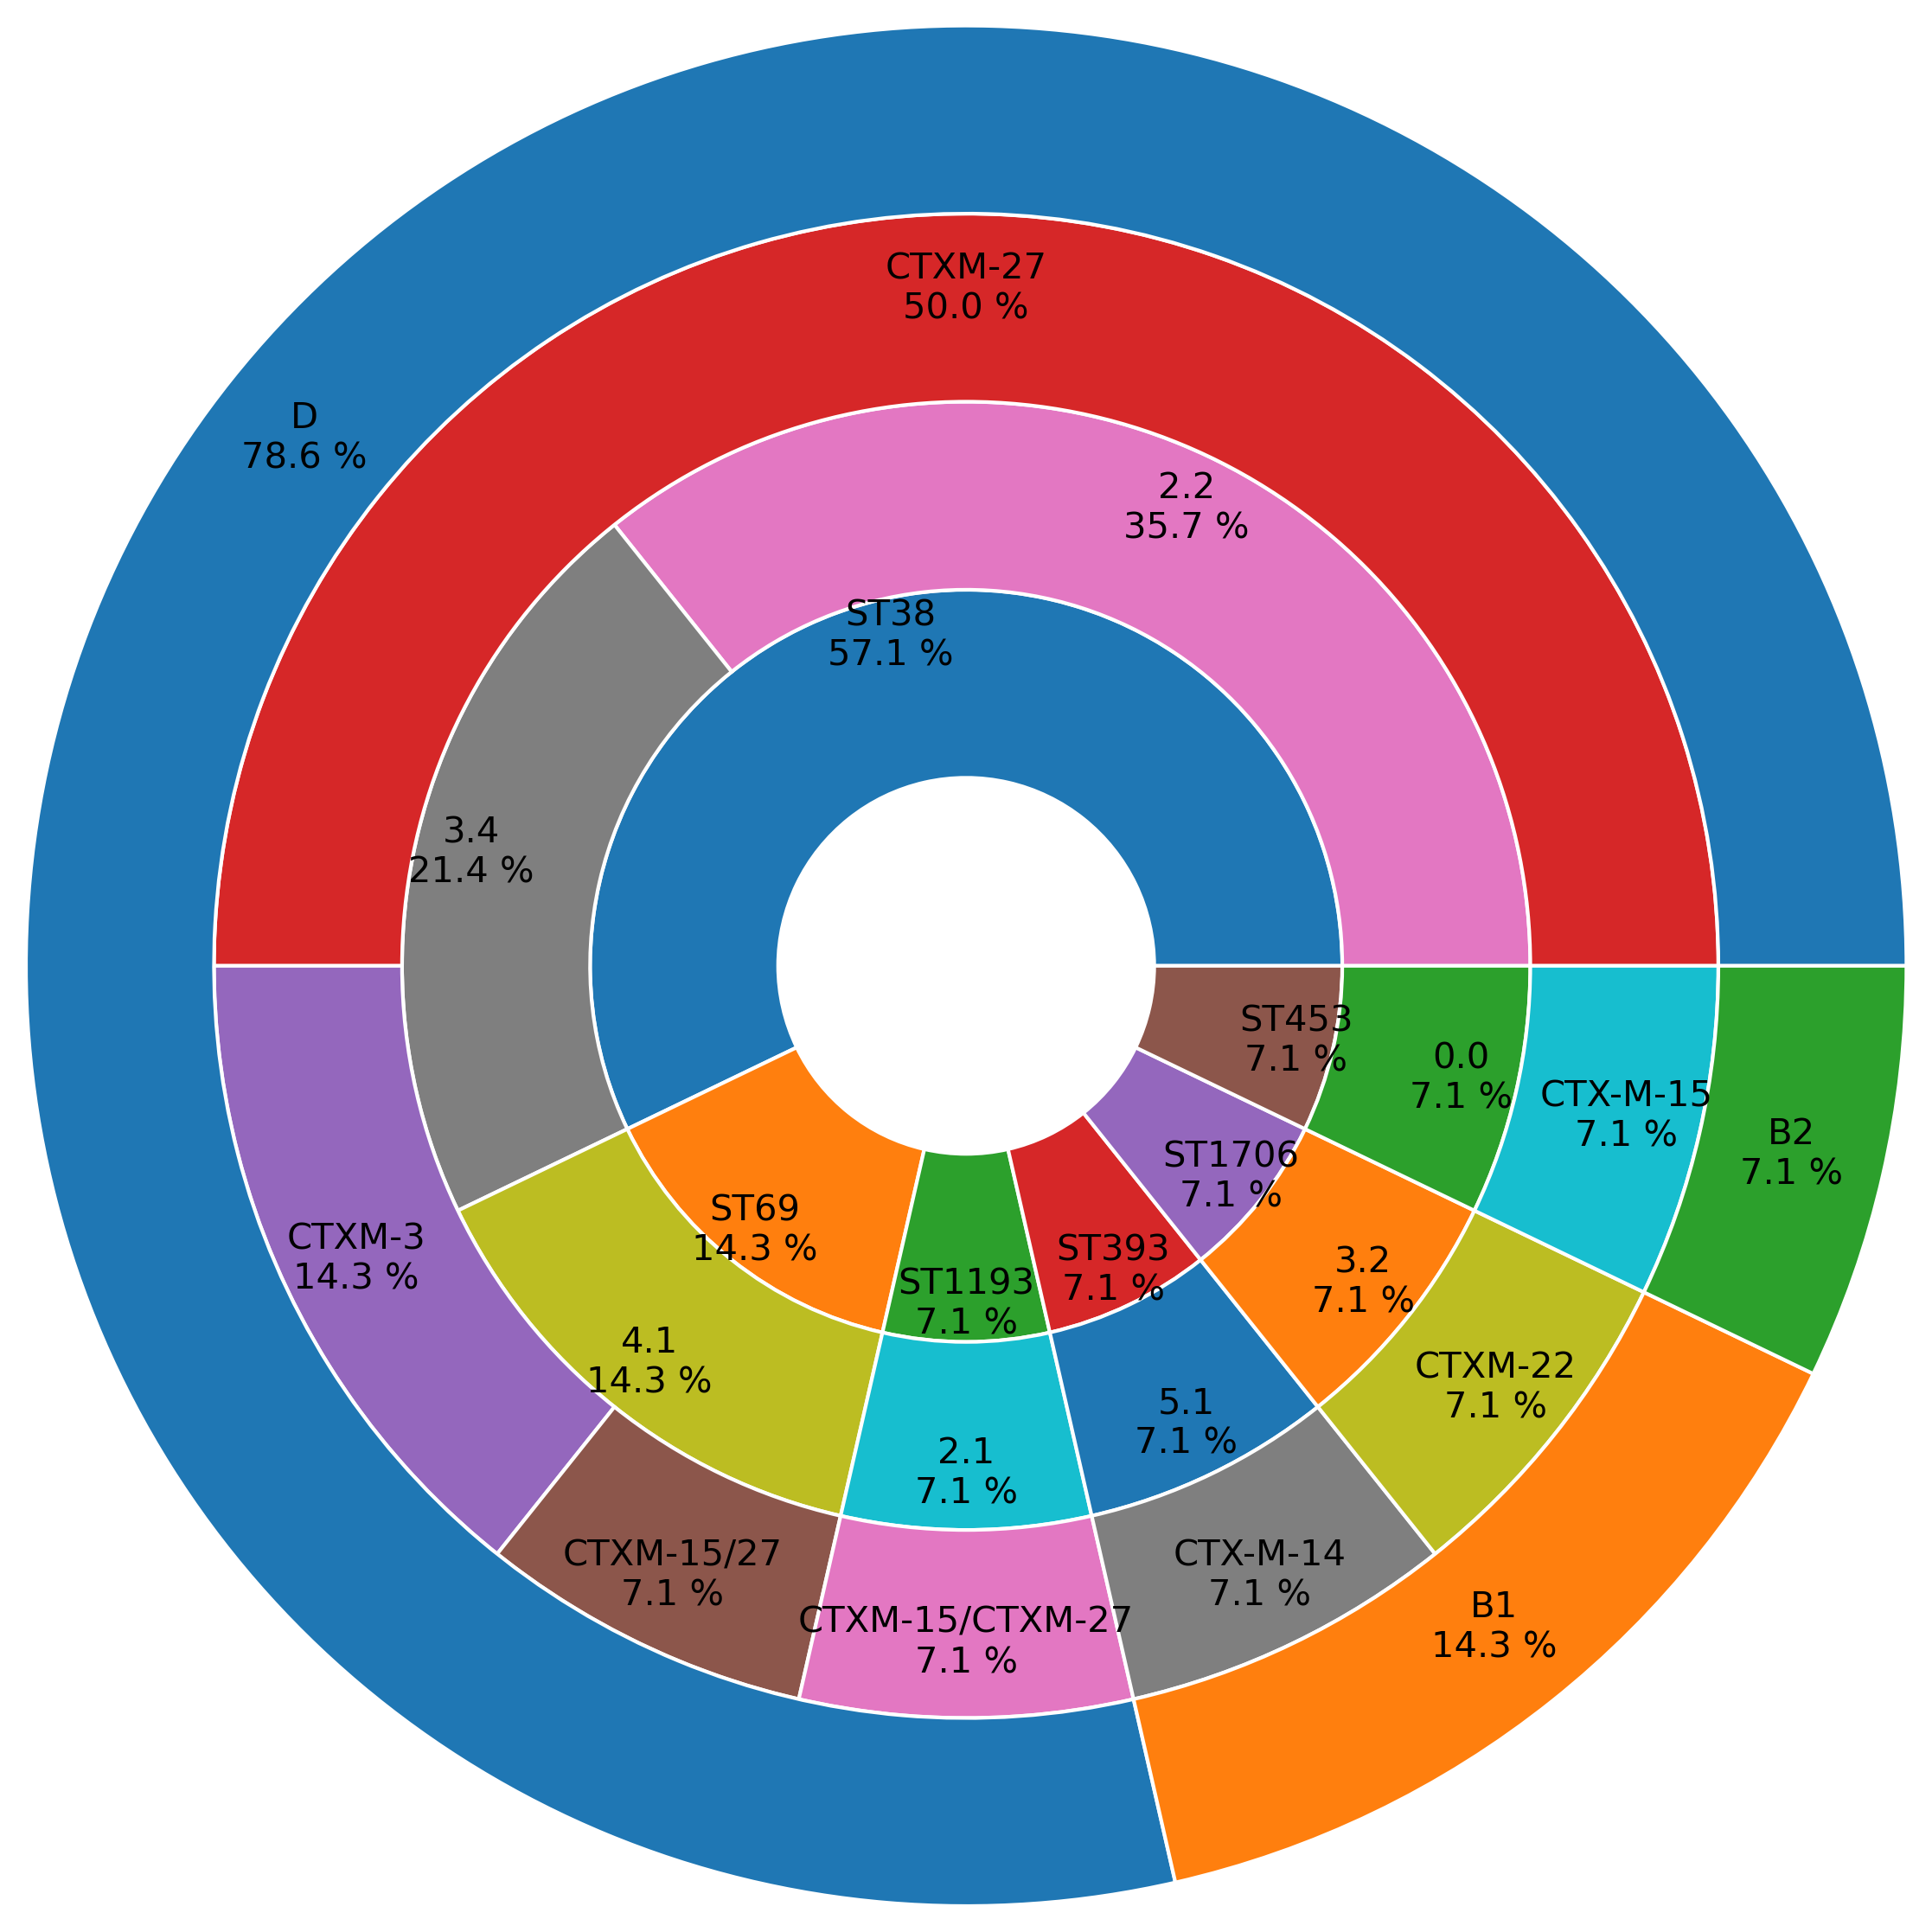 CTXM-27
50.0 %
D
78.6 %
2.2
35.7 %
ST38
57.1 %
3.4
21.4 %
ST453
7.1 %
0.0
7.1 %
CTX-M-15
7.1 %
B2
7.1 %
ST1706
7.1 %
ST69
14.3 %
CTXM-3
14.3 %
ST393
7.1 %
3.2
7.1 %
ST1193
7.1 %
4.1
14.3 %
CTXM-22
7.1 %
5.1
7.1 %
2.1
7.1 %
CTXM-15/27
7.1 %
CTX-M-14
7.1 %
CTXM-15/CTXM-27
7.1 %
B1
14.3 %